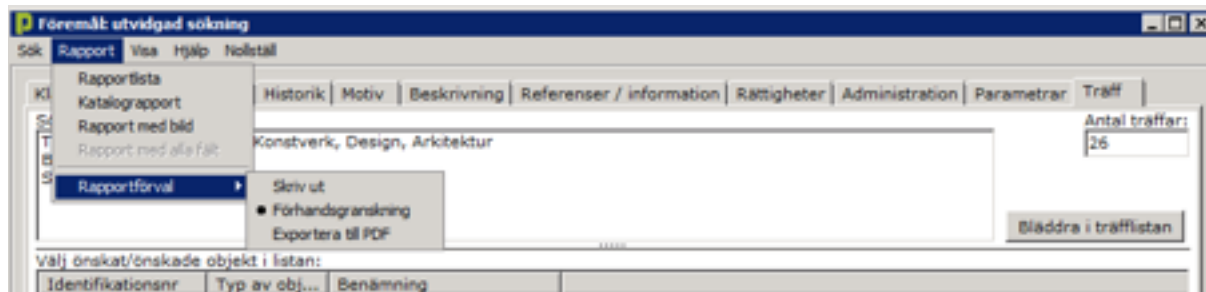 Föremål: utvidgad sökning
Sök Rapport Visa Hjälp Nollställ
Rapportlista
Katalograpport
Rapport med bild
Rapport med alla fält
Rapportförval
Skriv ut
Förhandsgranskning
Exportera till PDF
Kl Historik Motiv Beskrivning Referenser / information Rättigheter Administration Parametrar Träff
Antal träffar:
Konstverk, Design, Arkitektur
26
Bläddra i träfflistan
Välj önskat/önskade objekt i listan:
Identifikationsnr Typ av obj... Benämning